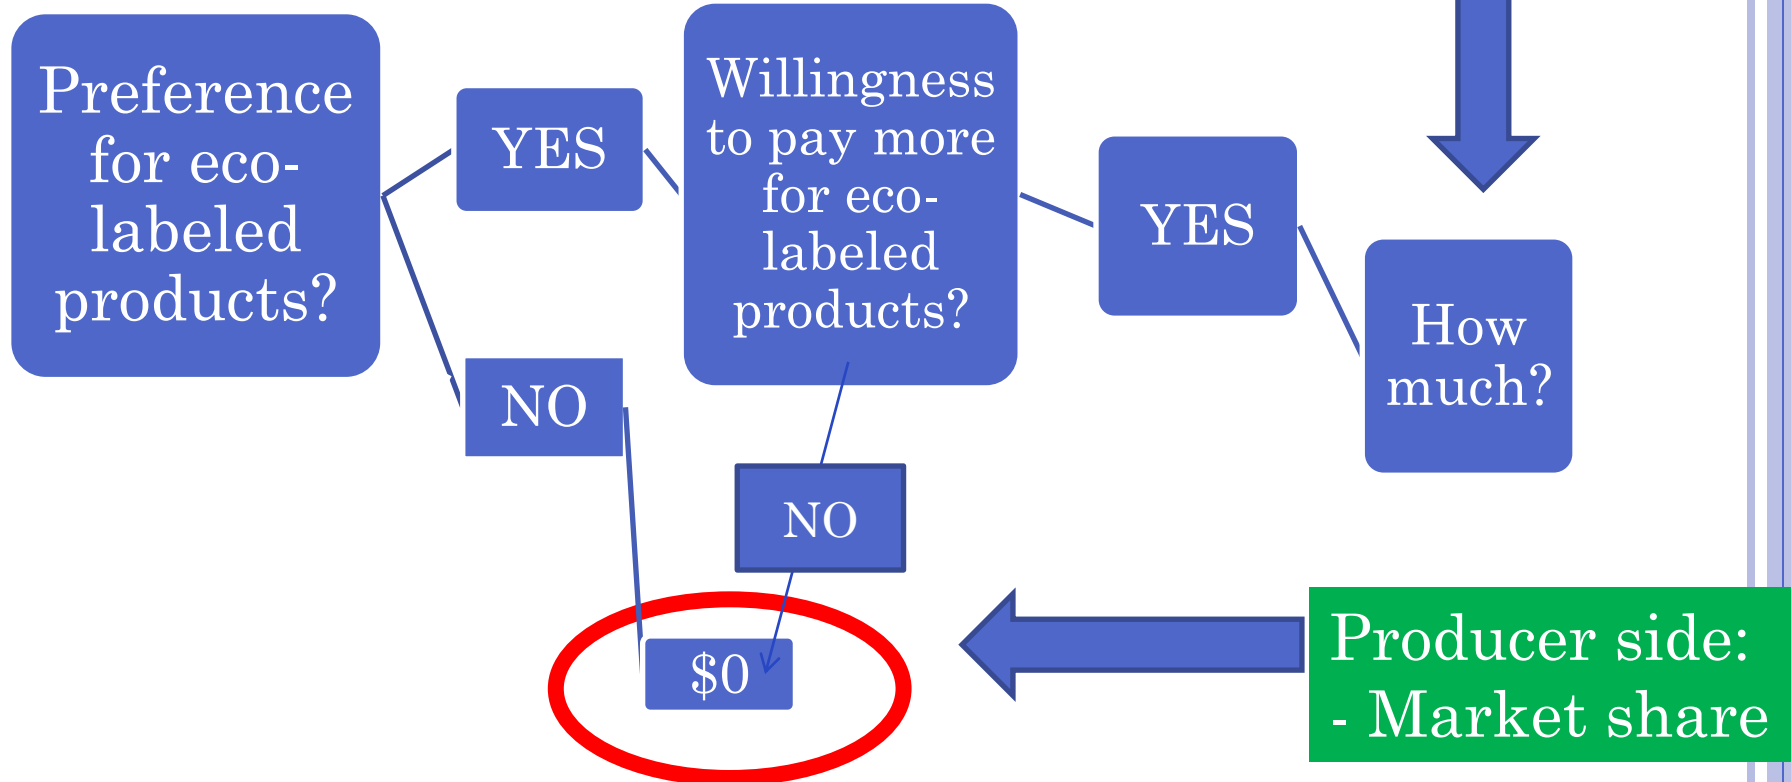 Preference
for eco-
labeled
products?
YES
NO
Willingness
to pay more
for eco-
labeled
products?
YES
NO
How
much?
$0
Producer side:
- Market share